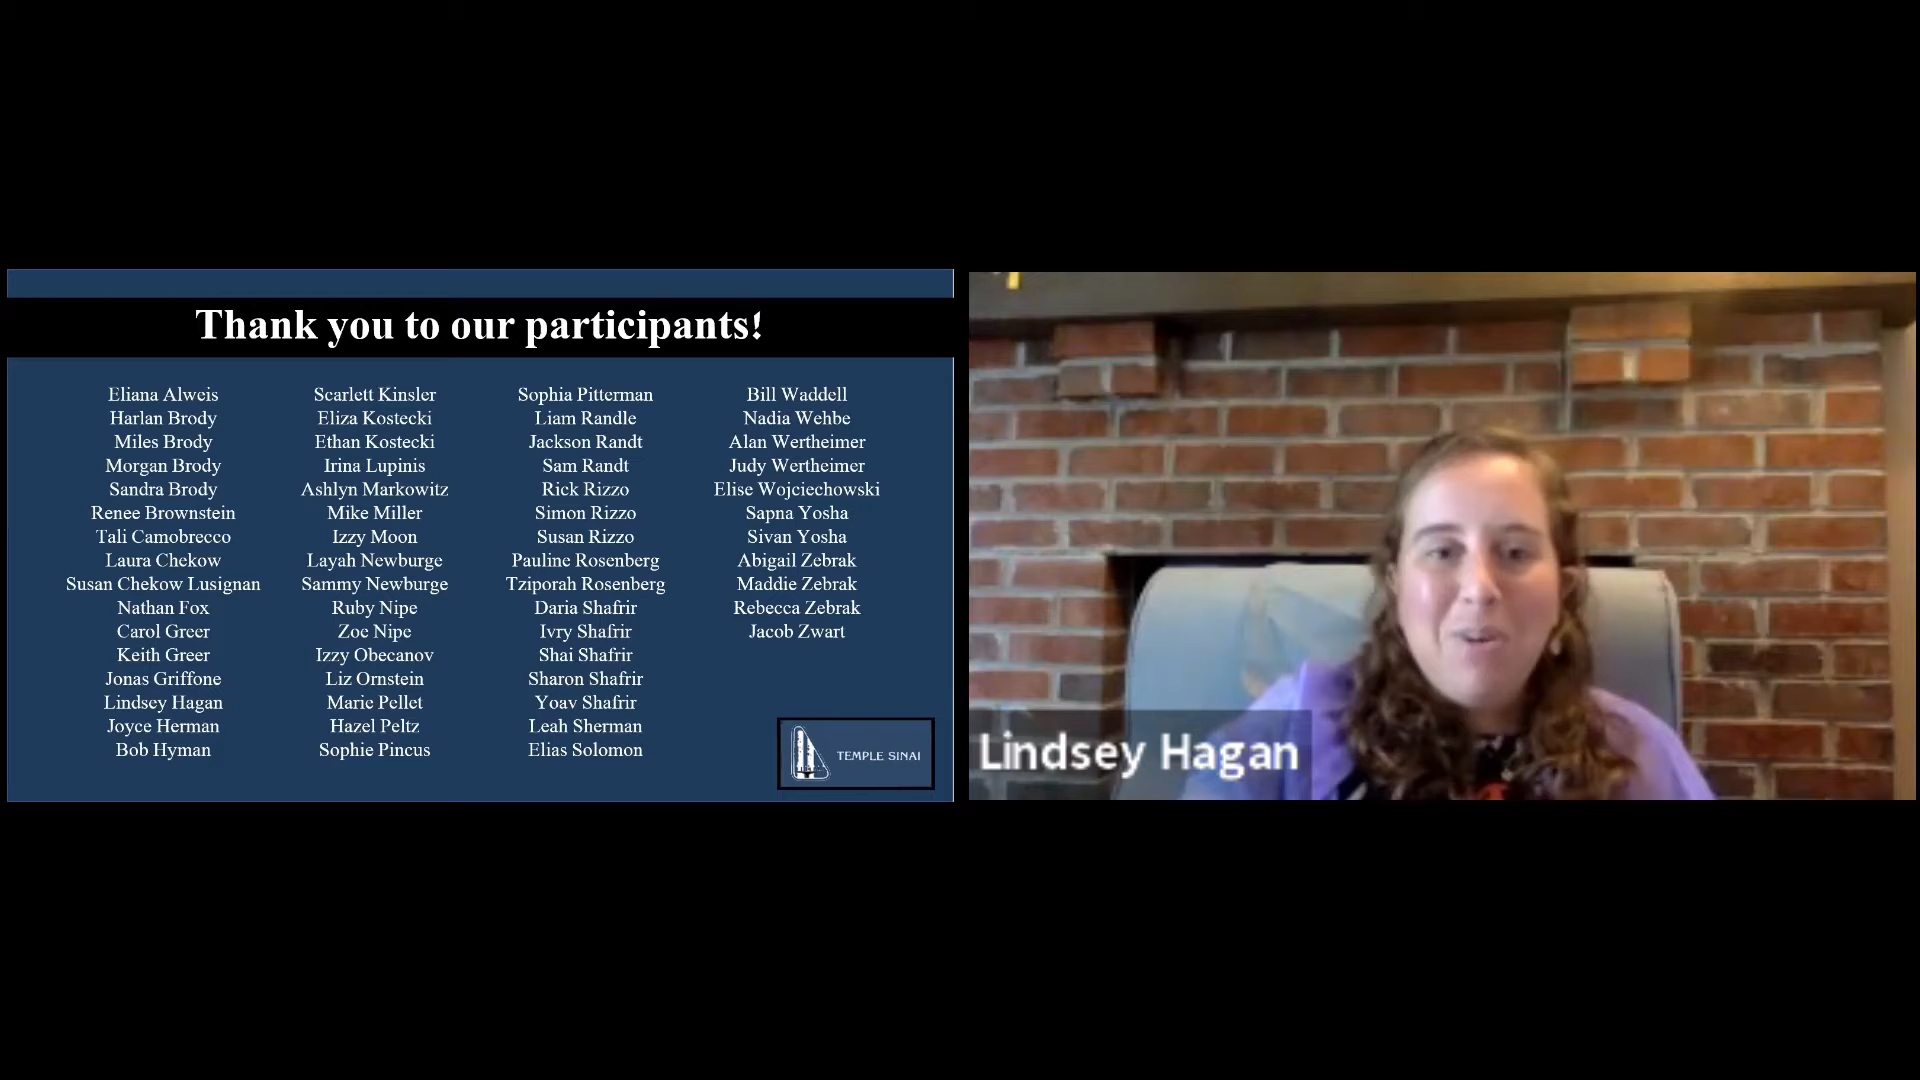 Thank you to our participants!
Eliana Alweis
Harlan Brody
Miles Brody
Morgan Brody
Sandra Brody
Renee Brownstein
Tali Camobrecco
Laura Chekow
Susan Chekow Lusignan
Nathan Fox
Carol Greer
Keith Greer
Jonas Griffone
Lindsey Hagan
Joyce Herman
Bob Hyman
Scarlett Kinsler
Eliza Kostecki
Ethan Kostecki
Irina Lupinis
Ashlyn Markowitz
Mike Miller
Izzy Moon
Layah Newburge
Sammy Newburge
Ruby Nipe
Zoe Nipe
Izzy Obecanov
Liz Ornstein
Marie Pellet
Hazel Peltz
Sophie Pincus
Sophia Pitterman
Liam Randle
Jackson Randt
Sam Randt
Rick Rizzo
Simon Rizzo
Susan Rizzo
Pauline Rosenberg
Tziporah Rosenberg
Daria Shafrir
Ivry Shafrir
Shai Shafrir
Sharon Shafrir
Yoav Shafrir
Leah Sherman
Elias Solomon
Bill Waddell
Nadia Wehbe
Alan Wertheimer
Judy Wertheimer
Elise Wojciechowski
Sapna Yosha
Sivan Yosha
Abigail Zebrak
Maddie Zebrak
Rebecca Zebrak
Jacob Zwart
TEMPLE SINAI
Lindsey Hagan